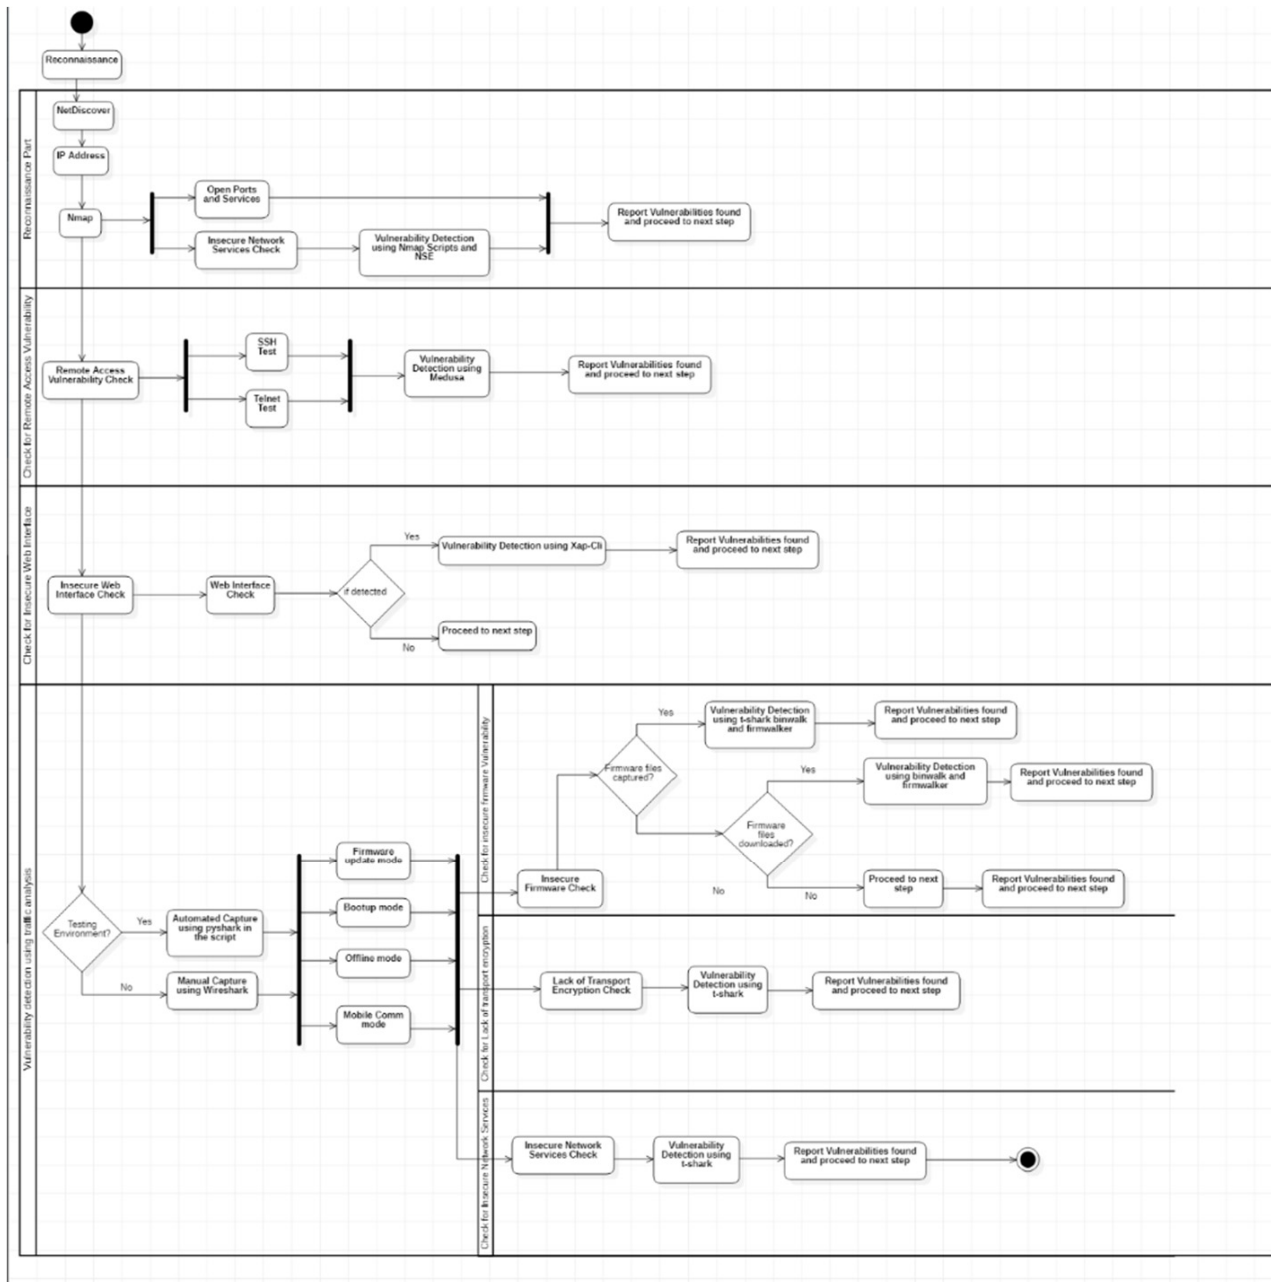 Reconnaissance
Reconnaissance Part
NetDiscover
IP Address
Nmap
Open Ports
and Services
Insecure Network
Services Check
Vulnerability Detection
using Nmap Scripts and
NSE
Report Vulnerabilities found
and proceed to next step
Check for Remote Access Vulnerability
Remote Access
Vulnerability Check
SSH
Test
Telnet
Test
Vulnerability
Detection using
Medusa
Report Vulnerabilities found
and proceed to next step
Check for Insecure Web Interface
Insecure Web
Interface Check
Web Interface
Check
if detected
Yes
Vulnerability Detection using Xap-Cli
Report Vulnerabilities found
and proceed to next step
No
Proceed to next step
Vulnerability detection using traffic analysis
Testing
Environment?
Yes
Automated Capture
using pyshark in
the script
No
Manual Capture
using Wireshark
Firmware
update mode
Bootup mode
Offline mode
Mobile Comm
mode
Check for insecure firmware Vulnerability
Insecure
Firmware Check
Firmware files
captured?
Yes
Vulnerability Detection
using t-shark binwalk
and firmwalker
Report Vulnerabilities found
and proceed to next step
No
Firmware
files
downloaded?
Yes
Vulnerability Detection
using binwalk and
firmwalker
Report Vulnerabilities found
and proceed to next step
No
Proceed to next
step
Report Vulnerabilities found
and proceed to next step
Check for Lack of transport encryption
Lack of Transport
Encryption Check
Vulnerability
Detection using
t-shark
Report Vulnerabilities found
and proceed to next step
Check for Insecure Network Services
Insecure Network
Services Check
Vulnerability
Detection using
t-shark
Report Vulnerabilities found
and proceed to next step